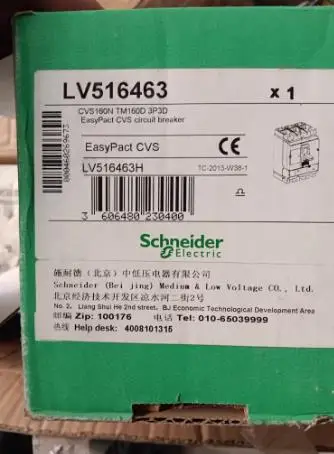 LV516463 x 1
CVS160N TM160D 3P3D
EasyPact CVS circuit breaker
EasyPact CVS
LV516463H
TC-2015-W38-1
3 606480 230400
Schneider
Electric
施耐德（北京）中低压电器有限公司
Schneider (Bei jing) Medium & Low Voltage CO., Ltd.
北京经济技术开发区凉水河二街2号
No. 2, Liang Shui He 2nd street, BJ Economic Technological Development Area
邮编 Zip: 100176 电话 Tel: 010-65039999
热线 Help desk: 4008101315